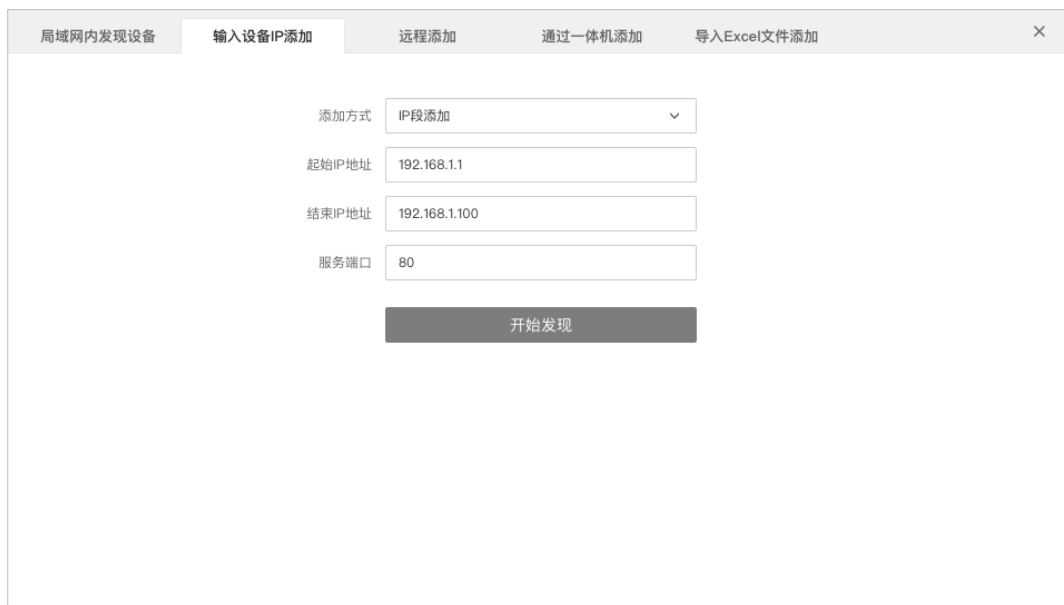 局域网内发现设备 输入设备IP添加 远程添加 通过一体机添加 导入Excel文件添加
添加方式 IP段添加
起始IP地址 192.168.1.1
结束IP地址 192.168.1.100
服务端口 80
开始发现